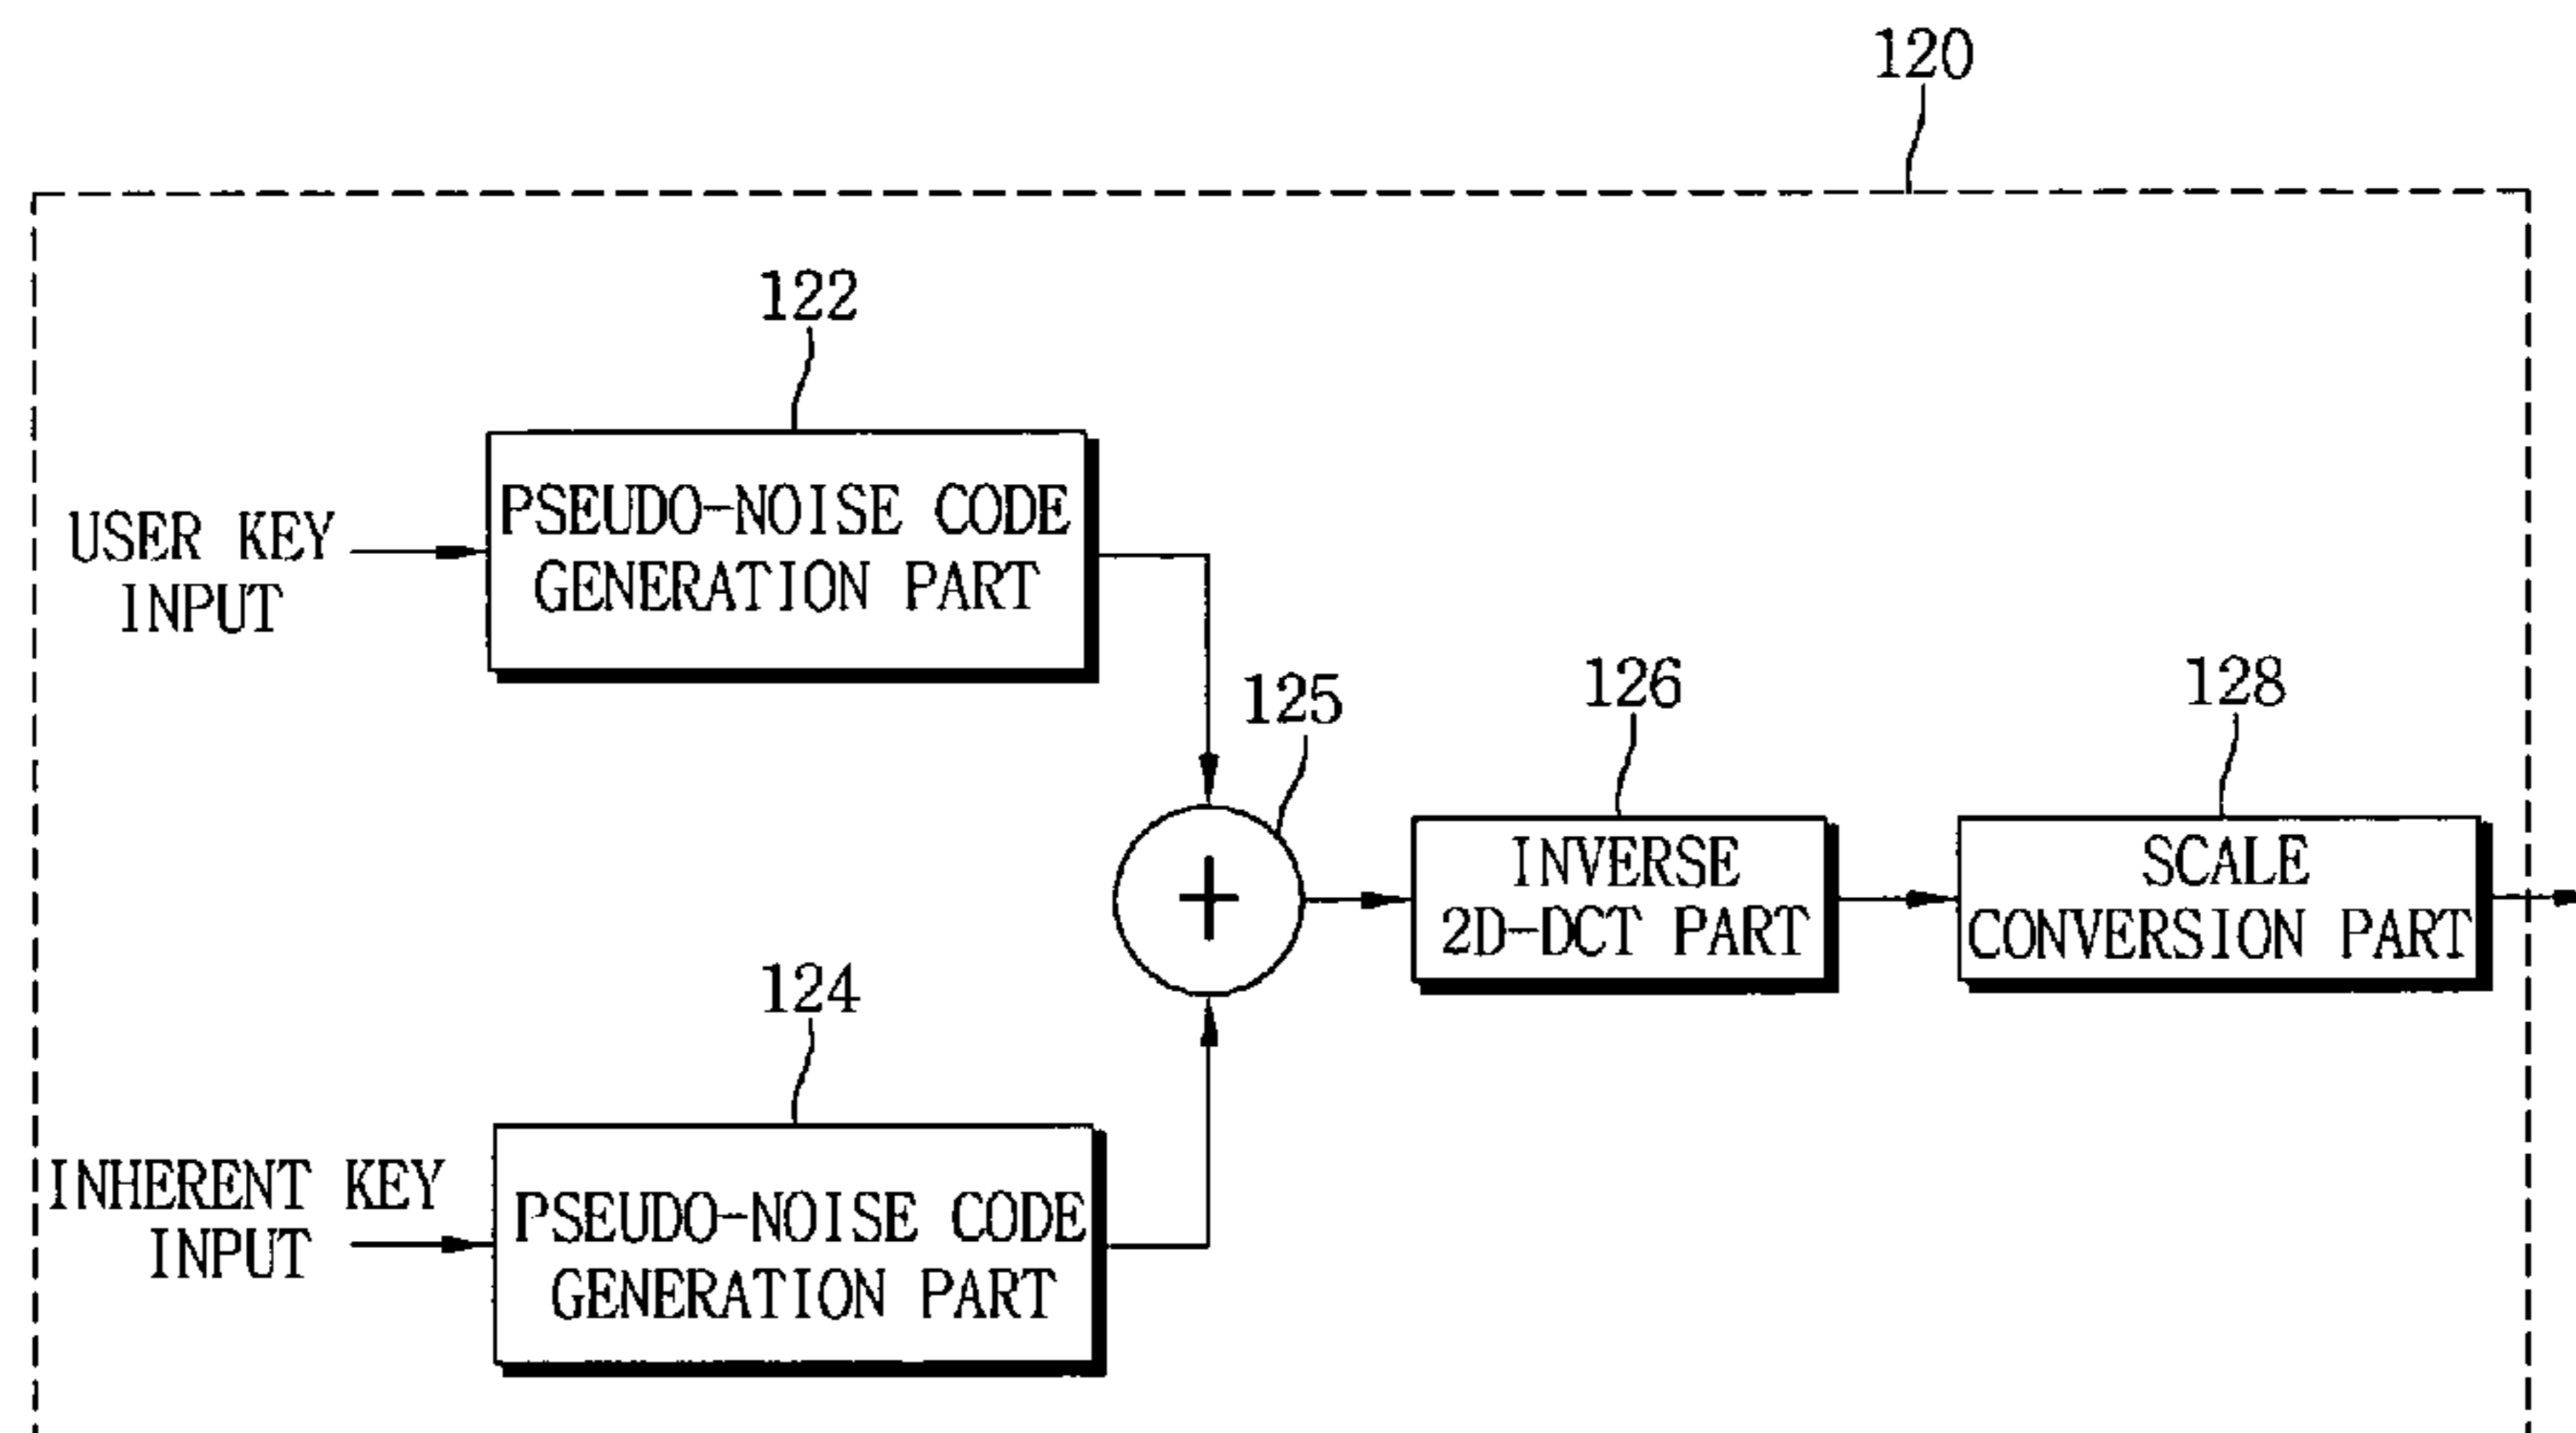 120
122
PSEUDO-NOISE CODE
GENERATION PART
USER KEY
INPUT
125
+
126
INVERSE
2D-DCT PART
128
SCALE
CONVERSION PART
124
INHERENT KEY
INPUT
PSEUDO-NOISE CODE
GENERATION PART